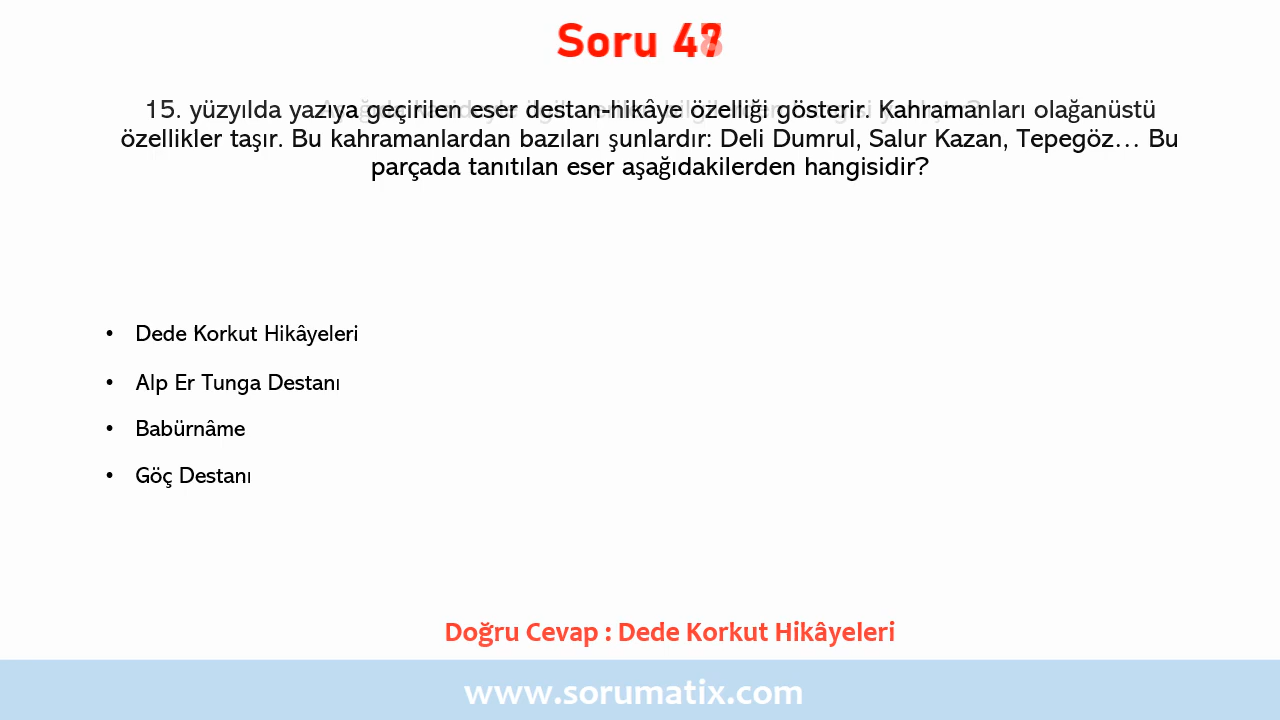 Soru 47
15. yüzyılda yazıya geçirilen eser destan-hikâye özelliği gösterir. Kahramanları olağanüstü
özellikler taşır. Bu kahramanlardan bazıları şunlardır: Deli Dumrul, Salur Kazan, Tepegöz… Bu
parçada tanıtılan eser aşağıdakilerden hangisidir?
• Dede Korkut Hikâyeleri
• Alp Er Tunga Destanı
• Babürnâme
• Göç Destanı
Doğru Cevap : Dede Korkut Hikâyeleri
www.sorumatix.com